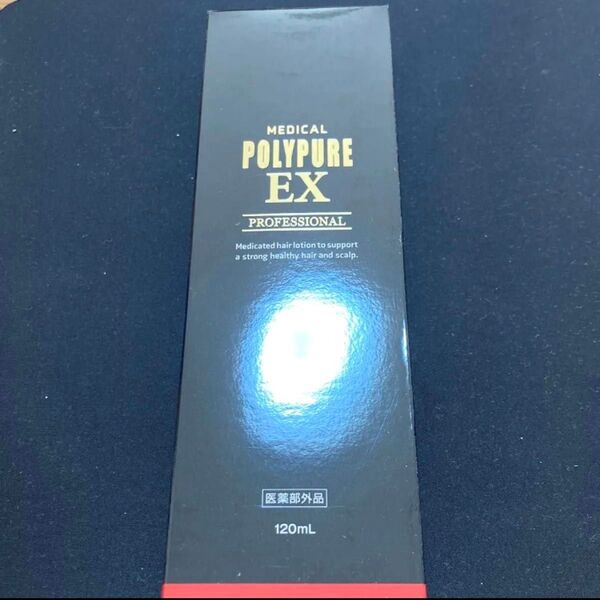 MEDICAL
POLYPURE
EX
PROFESSIONAL
Medicated hair lotion to support
a strong healthy hair and scalp.
医薬部外品
120mL